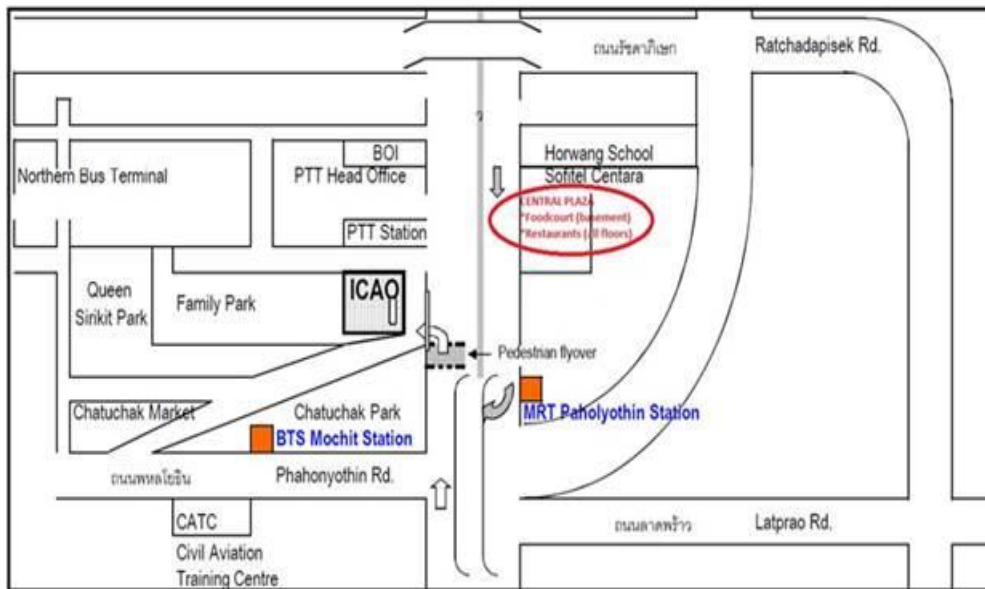 ถนนรัชดาภิเษก
Ratchadapisek Rd.
BOI
Horwang School
Northern Bus Terminal
PTT Head Office
Sofitel Centara
CENTRAL PLAZA
*Foodcourt (basement)
*Restaurants (all floors)
PTT Station
ICAO
Queen
Sirikit Park
Family Park
Pedestrian flyover
Chatuchak Market
Chatuchak Park
MRT Paholyothin Station
BTS Mochit Station
ถนนพหลโยธิน
Phahonyothin Rd.
CATC
ถนนลาดพร้าว
Latprao Rd.
Civil Aviation
Training Centre